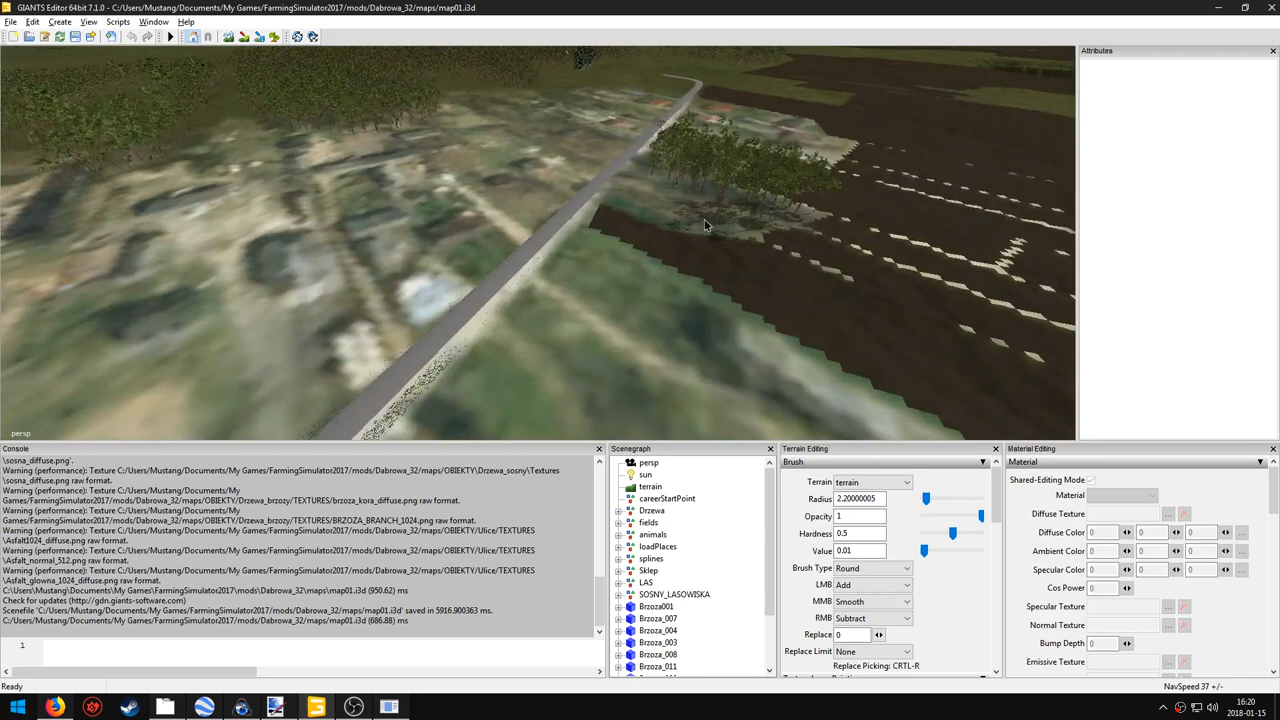 GIANTS Editor 64bit 7.1.0 - C:/Users/Mustang/Documents/My Games/FarmingSimulator2017/mods/Dabrowa_32/maps/map01.i3d
File Edit Create View Scripts Window Help
Attributes
persp
Console
\sosna_diffuse.png'.
Warning (performance): Texture C:/Users/Mustang/Documents/My Games/FarmingSimulator2017/mods/Dabrowa_32/maps/OBIEKTY\Drzewa_sosny\Textures
\sosna_diffuse.png raw format.
Warning (performance): Texture C:/Users/Mustang/Documents/My
Games/FarmingSimulator2017/mods/Dabrowa_32/maps/OBIEKTY/Drzewa_brzozy/TEXTURES/brzoza_kora_diffuse.png raw format.
Warning (performance): Texture C:/Users/Mustang/Documents/My
Games/FarmingSimulator2017/mods/Dabrowa_32/maps/OBIEKTY/Drzewa_brzozy/TEXTURES/BRZOZA_BRANCH_1024.png raw format.
Warning (performance): Texture C:/Users/Mustang/Documents/My Games/FarmingSimulator2017/mods/Dabrowa_32/maps/OBIEKTY/Ulice/TEXTURES
\Asfalt1024_diffuse.png raw format.
Warning (performance): Texture C:/Users/Mustang/Documents/My Games/FarmingSimulator2017/mods/Dabrowa_32/maps/OBIEKTY/Ulice/TEXTURES
\Asfalt_normal_512.png raw format.
Warning (performance): Texture C:/Users/Mustang/Documents/My Games/FarmingSimulator2017/mods/Dabrowa_32/maps/OBIEKTY/Ulice/TEXTURES
\Asfalt_glowna_1024_diffuse.png raw format.
C:\Users\Mustang\Documents\My Games\FarmingSimulator2017\mods\Dabrowa_32\maps\map01.i3d (950.62) ms
Check for updates (http://gdn.giants-software.com)
Scenefile 'C:/Users/Mustang/Documents/My Games/FarmingSimulator2017/mods/Dabrowa_32/maps/map01.i3d' saved in 5916.900363 ms.
C:/Users/Mustang/Documents/My Games/FarmingSimulator2017/mods/Dabrowa_32/maps/map01.i3d (686.88) ms
1
Scenegraph
persp
sun
terrain
careerStartPoint
Drzewa
fields
animals
loadPlaces
splines
Sklep
LAS
SOSNY_LASOWISKA
Brzoza001
Brzoza_007
Brzoza_004
Brzoza_003
Brzoza_008
Brzoza_011
Terrain Editing
Brush
Terrain terrain
Radius 2.20000005
Opacity 1
Hardness 0.5
Value 0.01
Brush Type Round
LMB Add
MMB Smooth
RMB Subtract
Replace 0
Replace Limit None
Replace Picking: CRTL-R
Material Editing
Material
Shared-Editing Mode
Material
Diffuse Texture
Diffuse Color 0 0 0
Ambient Color 0 0 0
Specular Color 0 0 0
Cos Power 0
Specular Texture
Normal Texture
Bump Depth 0
Emissive Texture
Ready
NavSpeed 37 +/-
16:20
2018-01-15